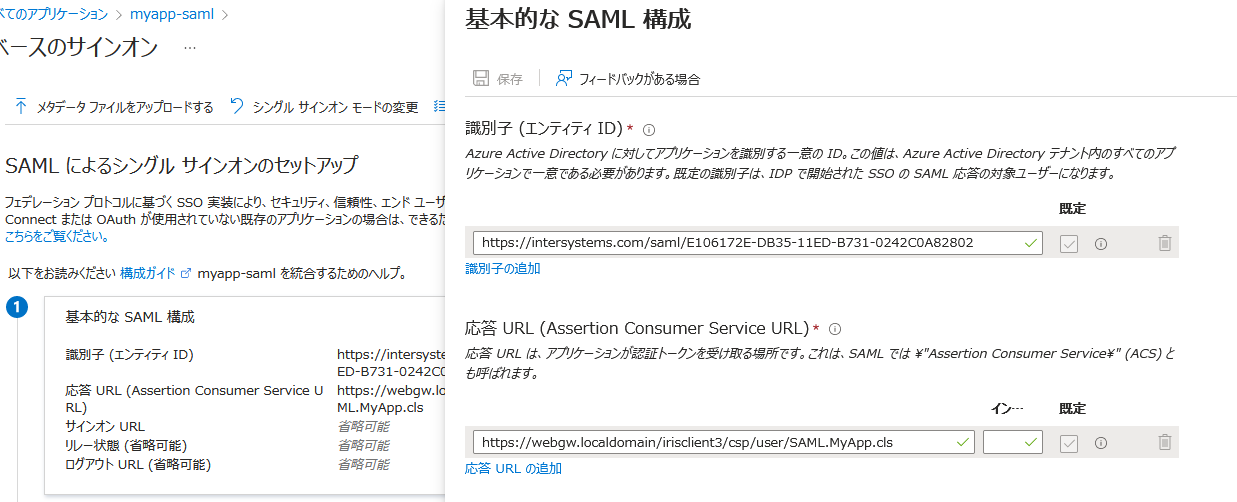 べてのアプリケーション > myapp-saml >
ベースのサインオン ...
メタデータ ファイルをアップロードする シングル サインオン モードの変更
SAML によるシングル サインオンのセットアップ
フェデレーション プロトコルに基づく SSO 実装により、セキュリティ、信頼性、エンド ユーザ
Connect または OAuth が使用されていない既存のアプリケーションの場合は、できるた
こちらをご覧ください。
以下をお読みください 構成ガイド myapp-saml を統合するためのヘルプ。
1
基本的な SAML 構成
識別子 (エンティティ ID) https://intersyste
ED-B731-0242C0
応答 URL (Assertion Consumer Service U https://webgw.lo
RL) ML.MyApp.cls
サインオン URL 省略可能
リレー状態 (省略可能) 省略可能
ログアウト URL (省略可能) 省略可能
基本的な SAML 構成
保存 フィードバックがある場合
識別子 (エンティティ ID) *
Azure Active Directory に対してアプリケーションを識別する一意の ID。この値は、Azure Active Directory テナント内のすべてのアプ
リケーションで一意である必要があります。既定の識別子は、IDP で開始された SSO の SAML 応答の対象ユーザーになります。
既定
https://intersystems.com/saml/E106172E-DB35-11ED-B731-0242C0A82802
識別子の追加
応答 URL (Assertion Consumer Service URL) *
応答 URL は、アプリケーションが認証トークンを受け取る場所です。これは、SAML では ¥"Assertion Consumer Service¥" (ACS) と
も呼ばれます。
イン… 既定
https://webgw.localdomain/irisclient3/csp/user/SAML.MyApp.cls
応答 URL の追加